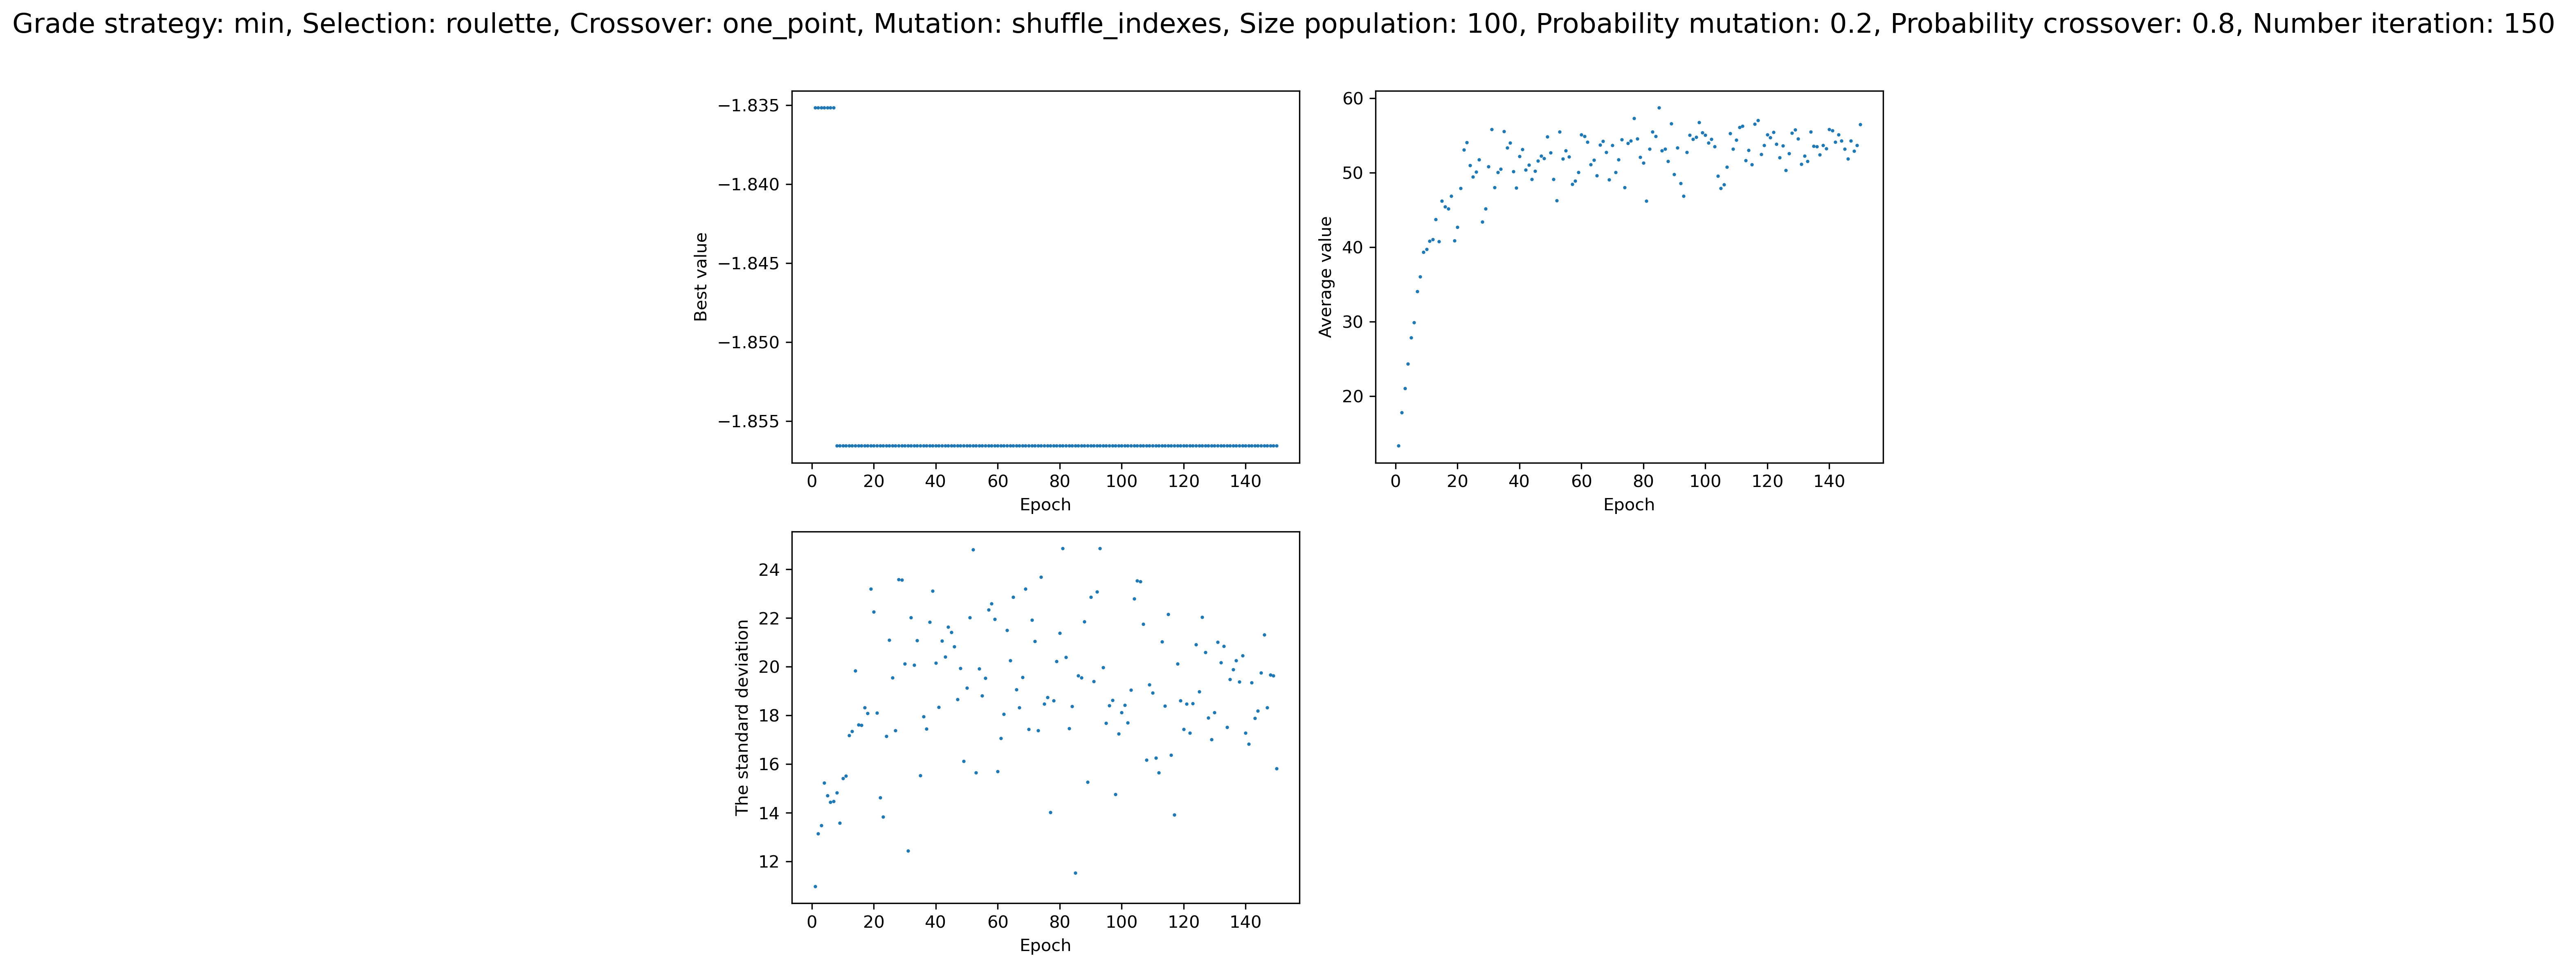 Grade strategy: min, Selection: roulette, Crossover: one_point, Mutation: shuffle_indexes, Size population: 100, Probability mutation: 0.2, Probability crossover: 0.8, Number iteration: 150
Best value
−1.835
−1.840
−1.845
−1.850
−1.855
0 20 40 60 80 100 120 140
Epoch
Average value
60
50
40
30
20
0 20 40 60 80 100 120 140
Epoch
The standard deviation
24
22
20
18
16
14
12
0 20 40 60 80 100 120 140
Epoch